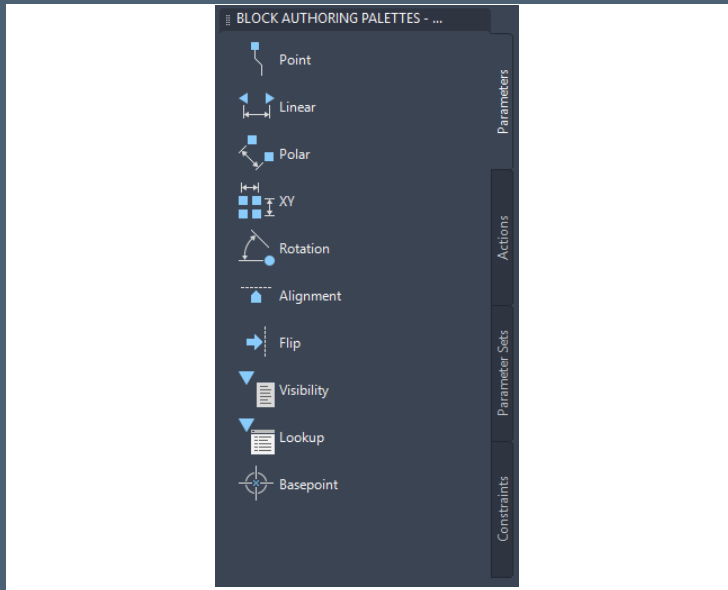 BLOCK AUTHORING PALETTES - ...
Point
Linear
Polar
XY
Rotation
Alignment
Flip
Visibility
Lookup
Basepoint
Parameters
Actions
Parameter Sets
Constraints